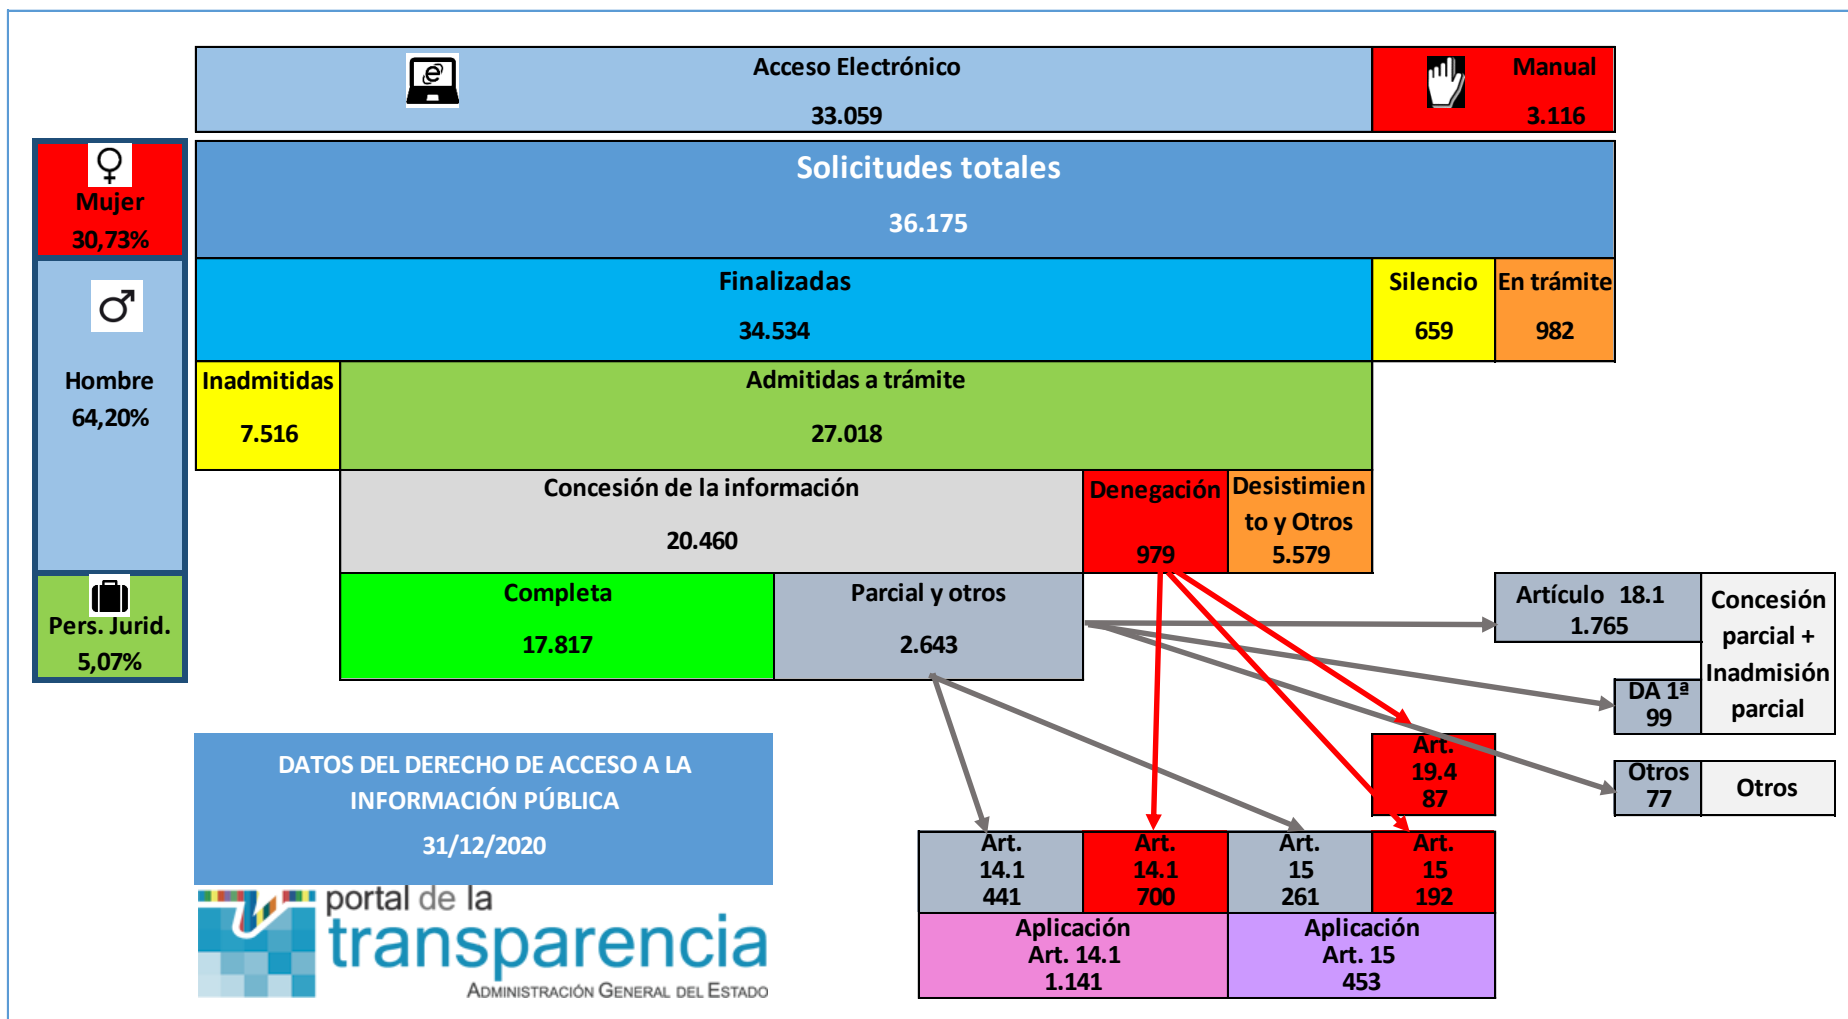 Acceso Electrónico
33.059
Manual
3.116
Mujer
30,73%
Solicitudes totales
36.175
Hombre
64,20%
Finalizadas
34.534
Silencio
659
En trámite
982
Inadmitidas
7.516
Admitidas a trámite
27.018
Concesión de la información
20.460
Denegación
979
Desistimien
to y Otros
5.579
Pers. Jurid.
5,07%
Completa
17.817
Parcial y otros
2.643
Artículo 18.1
1.765
Concesión
parcial +
Inadmisión
parcial
DA 1ª
99
Otros
77
Otros
Art.
19.4
87
DATOS DEL DERECHO DE ACCESO A LA
INFORMACIÓN PÚBLICA
31/12/2020
Art.
14.1
441
Art.
14.1
700
Art.
15
261
Art.
15
192
Aplicación
Art. 14.1
1.141
Aplicación
Art. 15
453
portal de la
transparencia
ADMINISTRACIÓN GENERAL DEL ESTADO